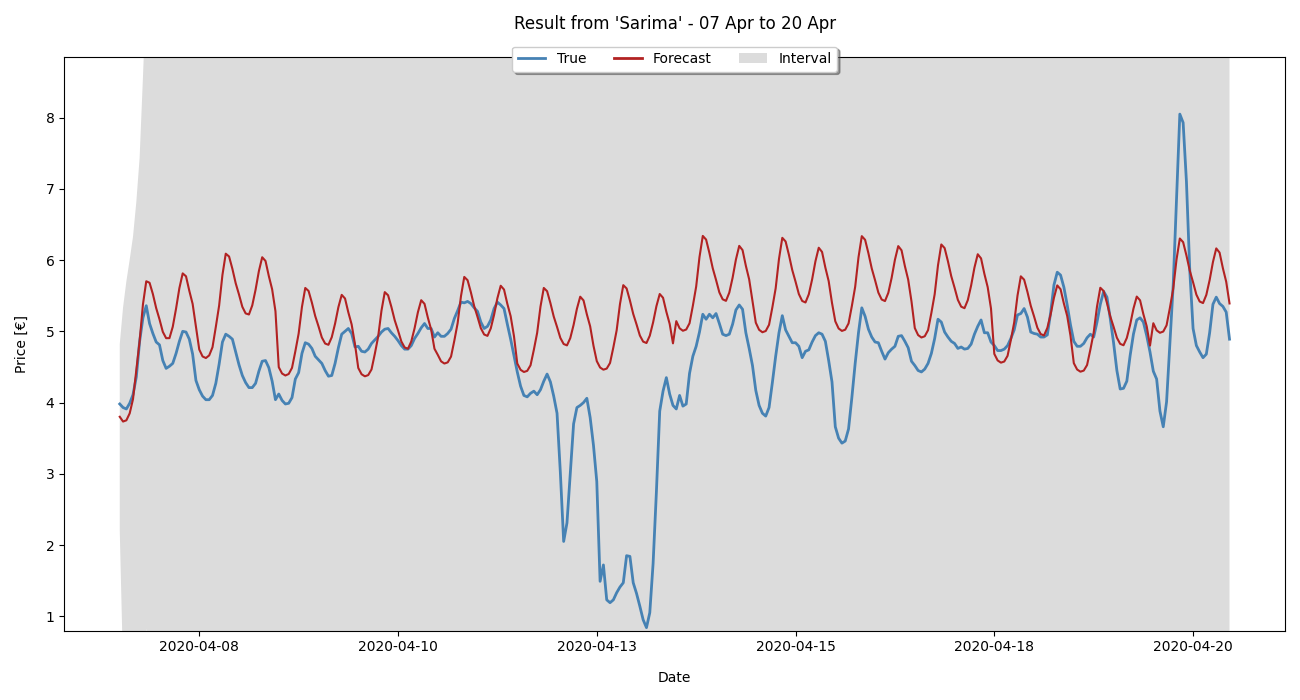 Result from 'Sarima' - 07 Apr to 20 Apr
True Forecast Interval
8
7
6
5
4
3
2
1
Price [€]
2020-04-08 2020-04-10 2020-04-13 2020-04-15 2020-04-18 2020-04-20
Date